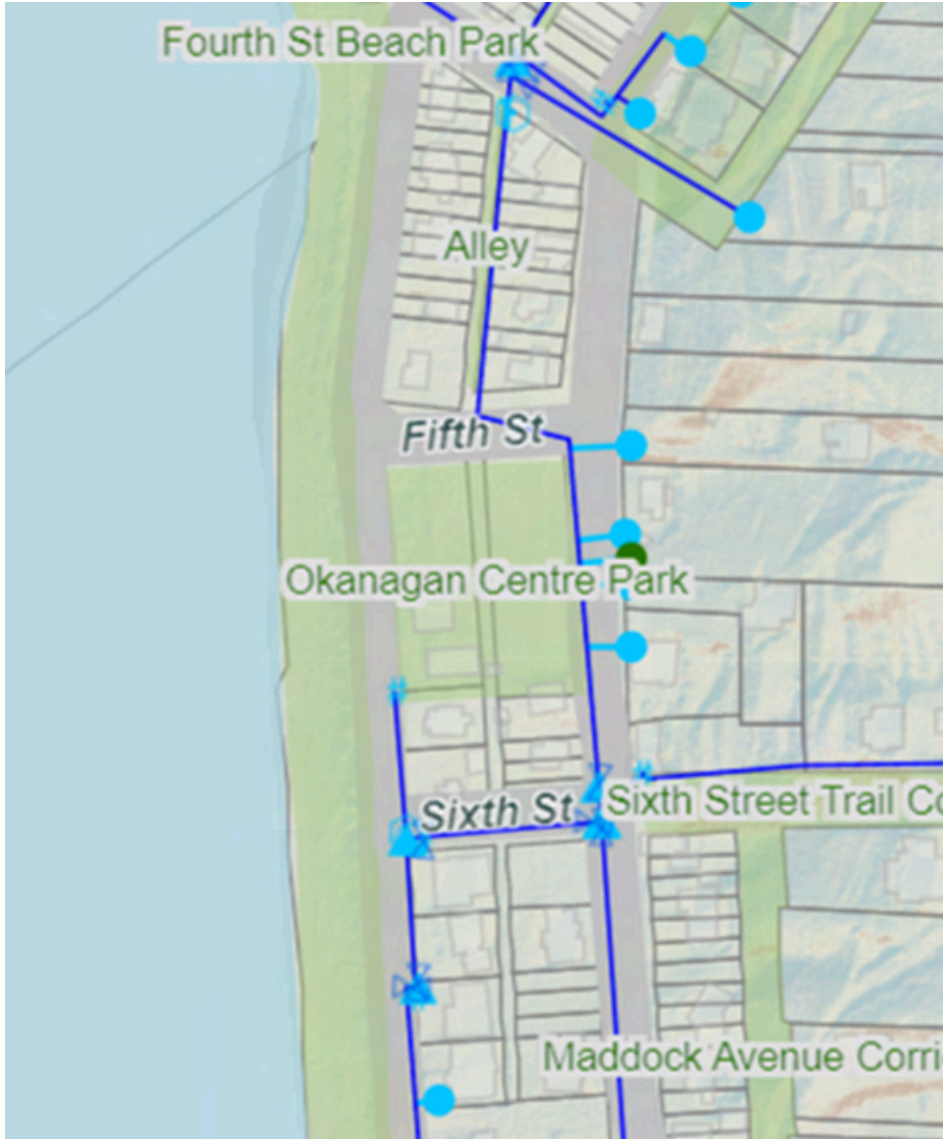 Fourth St Beach Park
Alley
Fifth St
Okanagan Centre Park
Sixth St
Sixth Street Trail Co
Maddock Avenue Corri